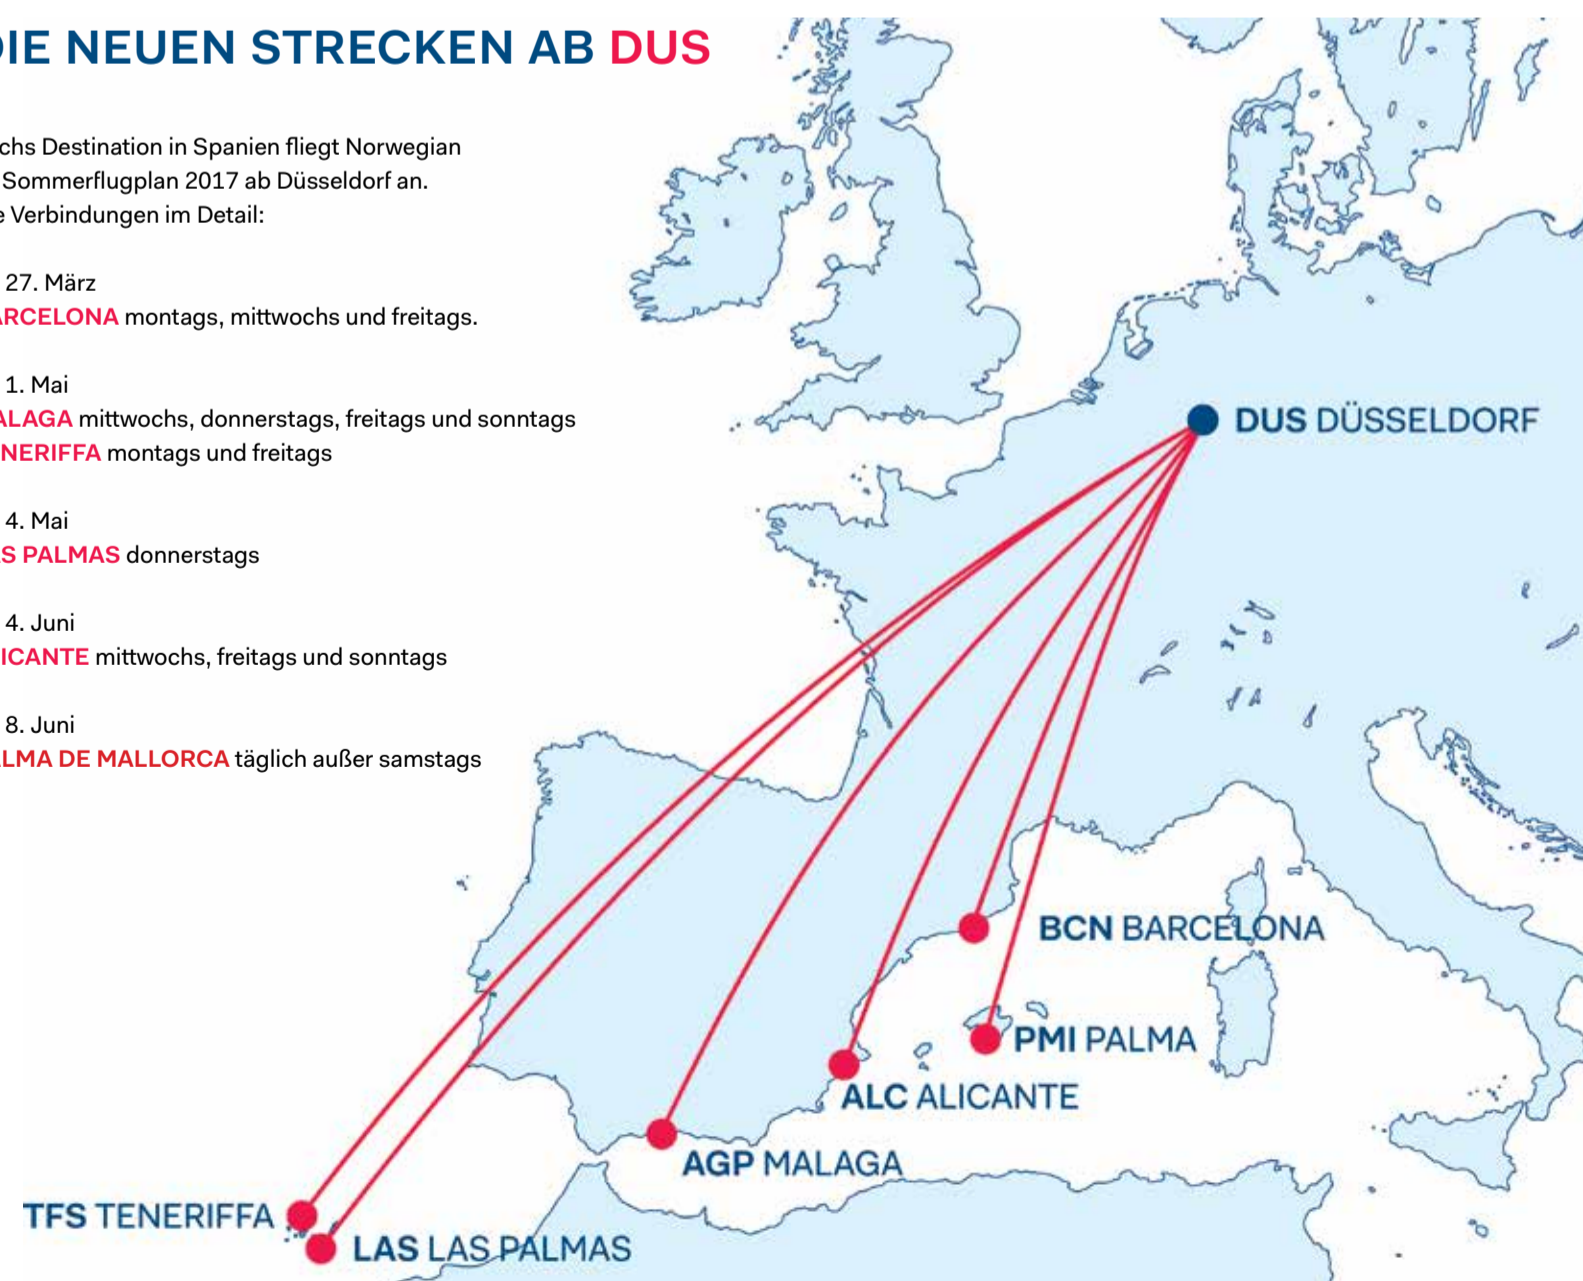 DIE NEUEN STRECKEN AB DUS
chs Destination in Spanien fliegt Norwegian
Sommerflugplan 2017 ab Düsseldorf an.
e Verbindungen im Detail:
27. März
ARCELONA montags, mittwochs und freitags.
1. Mai
ALAGA mittwochs, donnerstags, freitags und sonntags
NERIFFA montags und freitags
4. Mai
S PALMAS donnerstags
4. Juni
ICANTE mittwochs, freitags und sonntags
8. Juni
LMA DE MALLORCA täglich außer samstags
DUS DÜSSELDORF
BCN BARCELONA
PMI PALMA
ALC ALICANTE
AGP MALAGA
TFS TENERIFFA
LAS LAS PALMAS